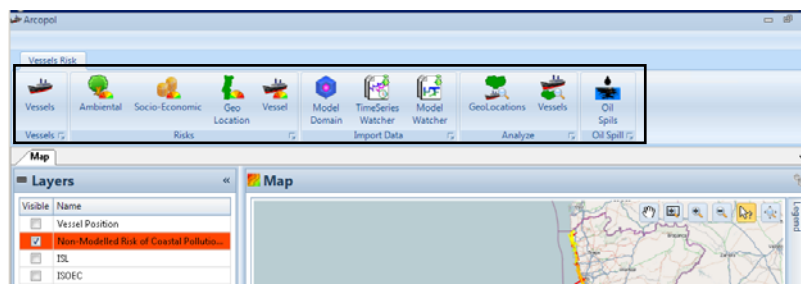 Arcopol
Vessels Risk
Vessels Ambiental Socio-Economic Geo Location Vessel Model Domain TimeSeries Watcher Model Watcher GeoLocations Vessels Oil Spils
Vessels Risks Import Data Analyze Oil Spill
Map
Layers « Map
Visible Name
Vessel Position
Non-Modelled Risk of Coastal Pollutio...
ISL
ISOEC
Legend